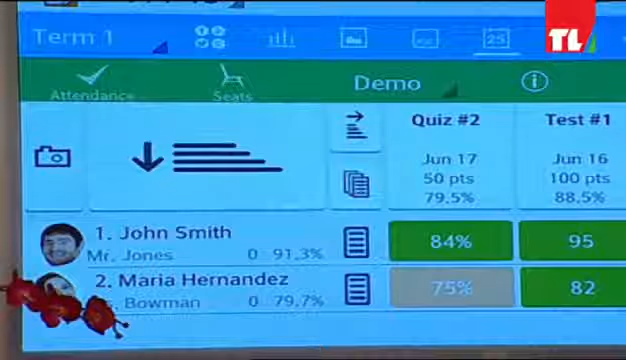 Term 1
25
TL
Attendance
Seats
Demo
i
Quiz #2
Test #1
Jun 17
50 pts
79.5%
Jun 16
100 pts
88.5%
1. John Smith
Mr. Jones 0 91.3%
84%
95
2. Maria Hernandez
Bowman 0 79.7%
75%
82